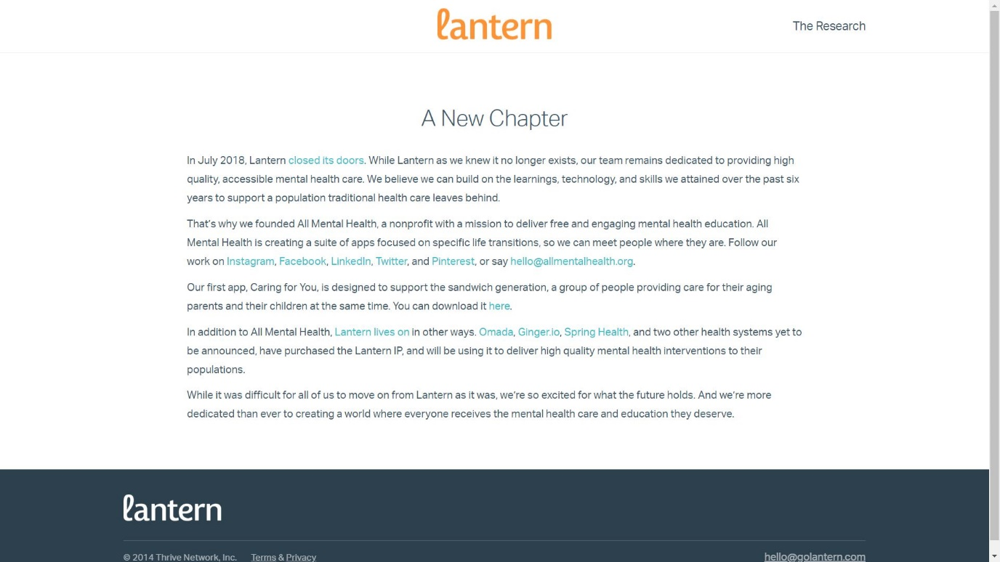 lantern
The Research
A New Chapter
In July 2018, Lantern closed its doors. While Lantern as we knew it no longer exists, our team remains dedicated to providing high
quality, accessible mental health care. We believe we can build on the learnings, technology, and skills we attained over the past six
years to support a population traditional health care leaves behind.
That's why we founded All Mental Health, a nonprofit with a mission to deliver free and engaging mental health education. All
Mental Health is creating a suite of apps focused on specific life transitions, so we can meet people where they are. Follow our
work on Instagram, Facebook, LinkedIn, Twitter, and Pinterest, or say hello@allmentalhealth.org.
Our first app, Caring for You, is designed to support the sandwich generation, a group of people providing care for their aging
parents and their children at the same time. You can download it here.
In addition to All Mental Health, Lantern lives on in other ways. Omada, Ginger.io, Spring Health, and two other health systems yet to
be announced, have purchased the Lantern IP, and will be using it to deliver high quality mental health interventions to their
populations.
While it was difficult for all of us to move on from Lantern as it was, we're so excited for what the future holds. And we're more
dedicated than ever to creating a world where everyone receives the mental health care and education they deserve.
lantern
© 2014 Thrive Network, Inc. Terms & Privacy hello@golantern.com